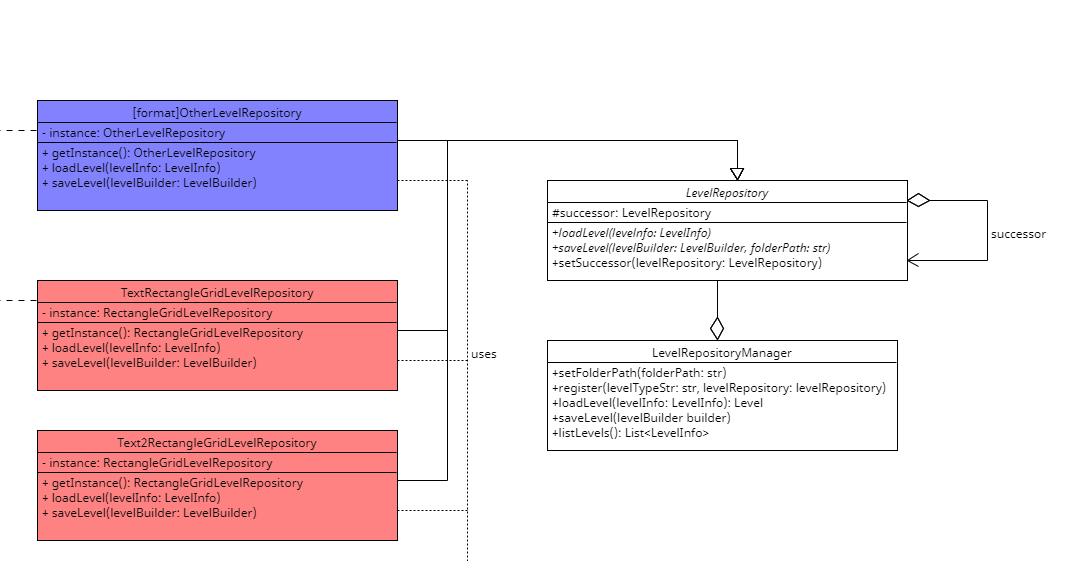 [format]OtherLevelRepository
- instance: OtherLevelRepository
+ getInstance(): OtherLevelRepository
+ loadLevel(levelInfo: LevelInfo)
+ saveLevel(levelBuilder: LevelBuilder)
TextRectangleGridLevelRepository
- instance: RectangleGridLevelRepository
+ getInstance(): RectangleGridLevelRepository
+ loadLevel(levelInfo: LevelInfo)
+ saveLevel(levelBuilder: LevelBuilder)
Text2RectangleGridLevelRepository
- instance: RectangleGridLevelRepository
+ getInstance(): RectangleGridLevelRepository
+ loadLevel(levelInfo: LevelInfo)
+ saveLevel(levelBuilder: LevelBuilder)
uses
LevelRepository
#successor: LevelRepository
+loadLevel(leveInfo: LevelInfo)
+saveLevel(levelBuilder: LevelBuilder, folderPath: str)
+setSuccessor(levelRepository: LevelRepository)
successor
LevelRepositoryManager
+setFolderPath(folderPath: str)
+register(levelTypeStr: str, levelRepository: levelRepository)
+loadLevel(levelInfo: LevelInfo): Level
+saveLevel(levelBuilder builder)
+listLevels(): List<LevelInfo>